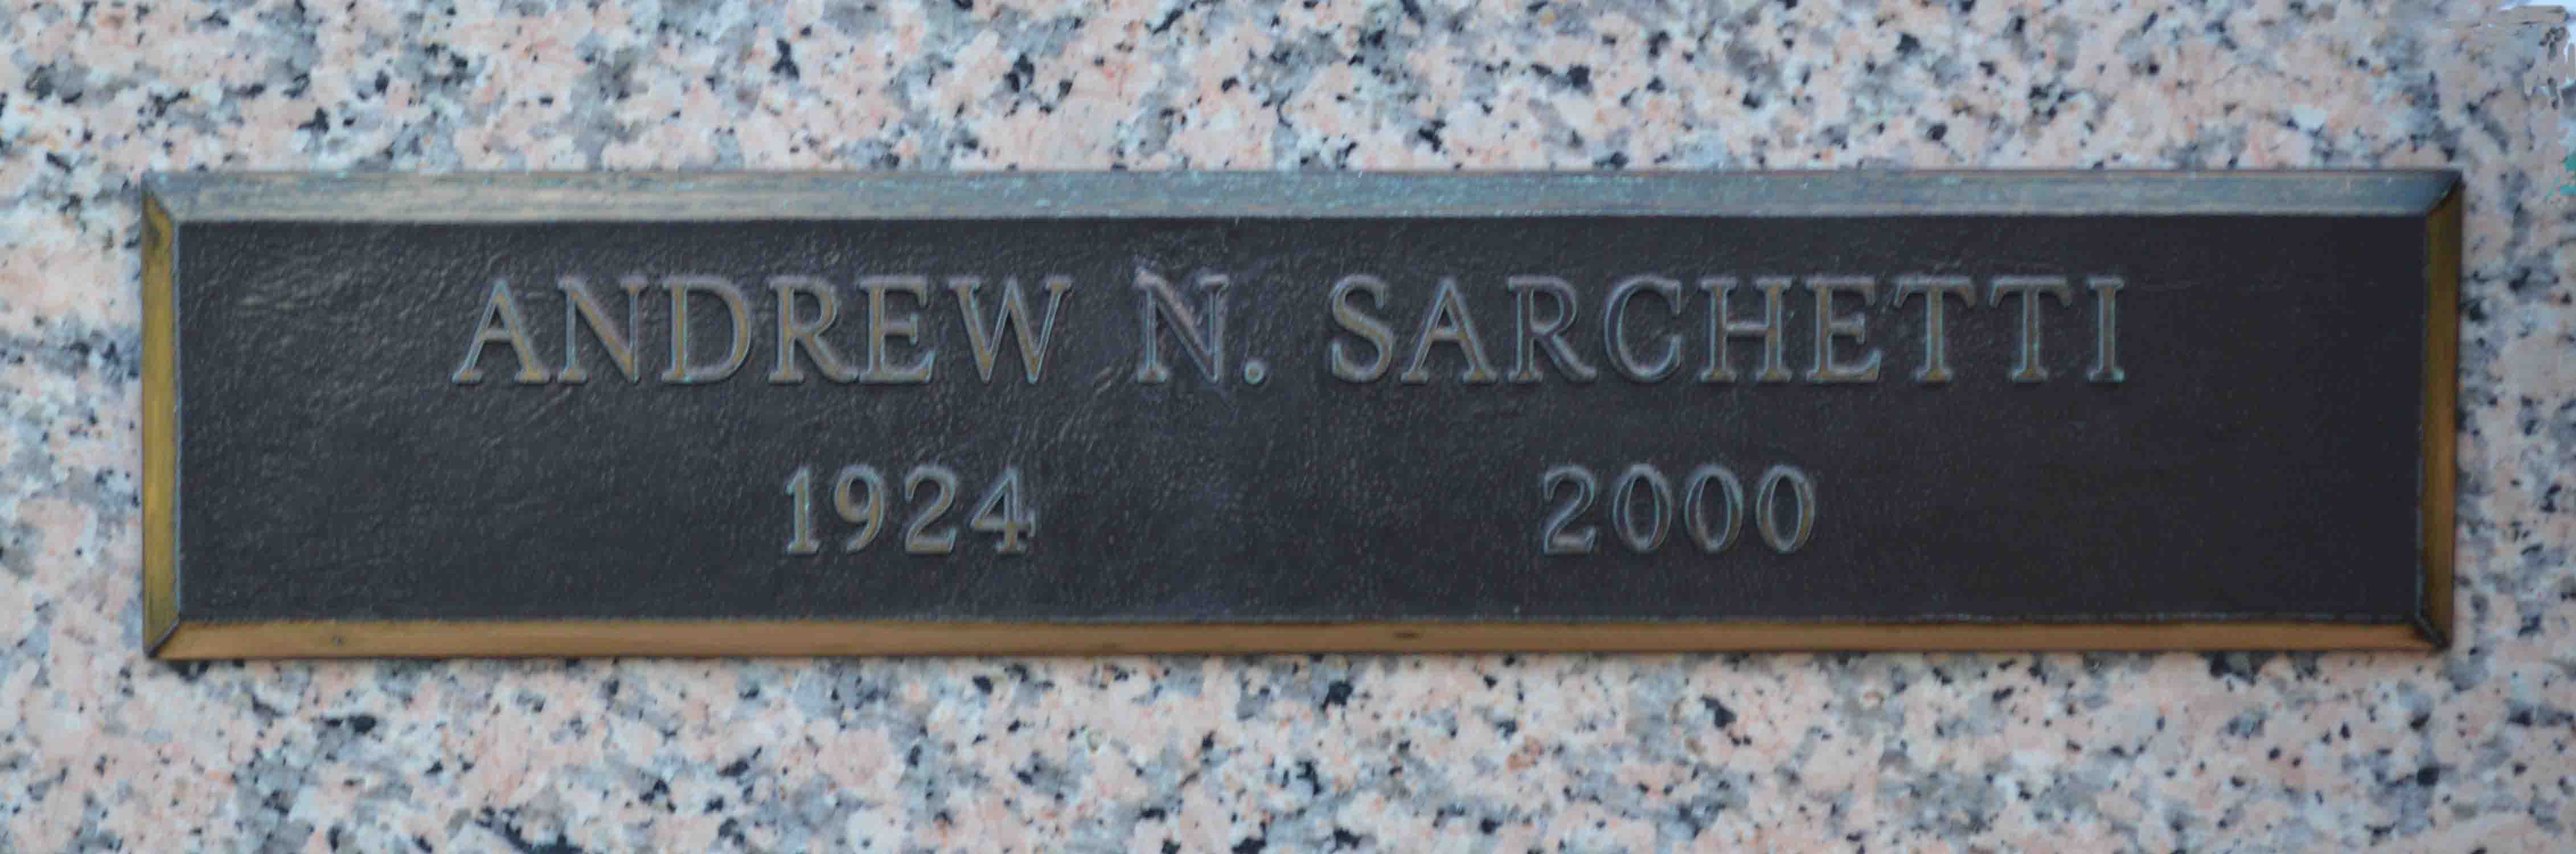 ANDREW N. SARCHETTI
1924 2000